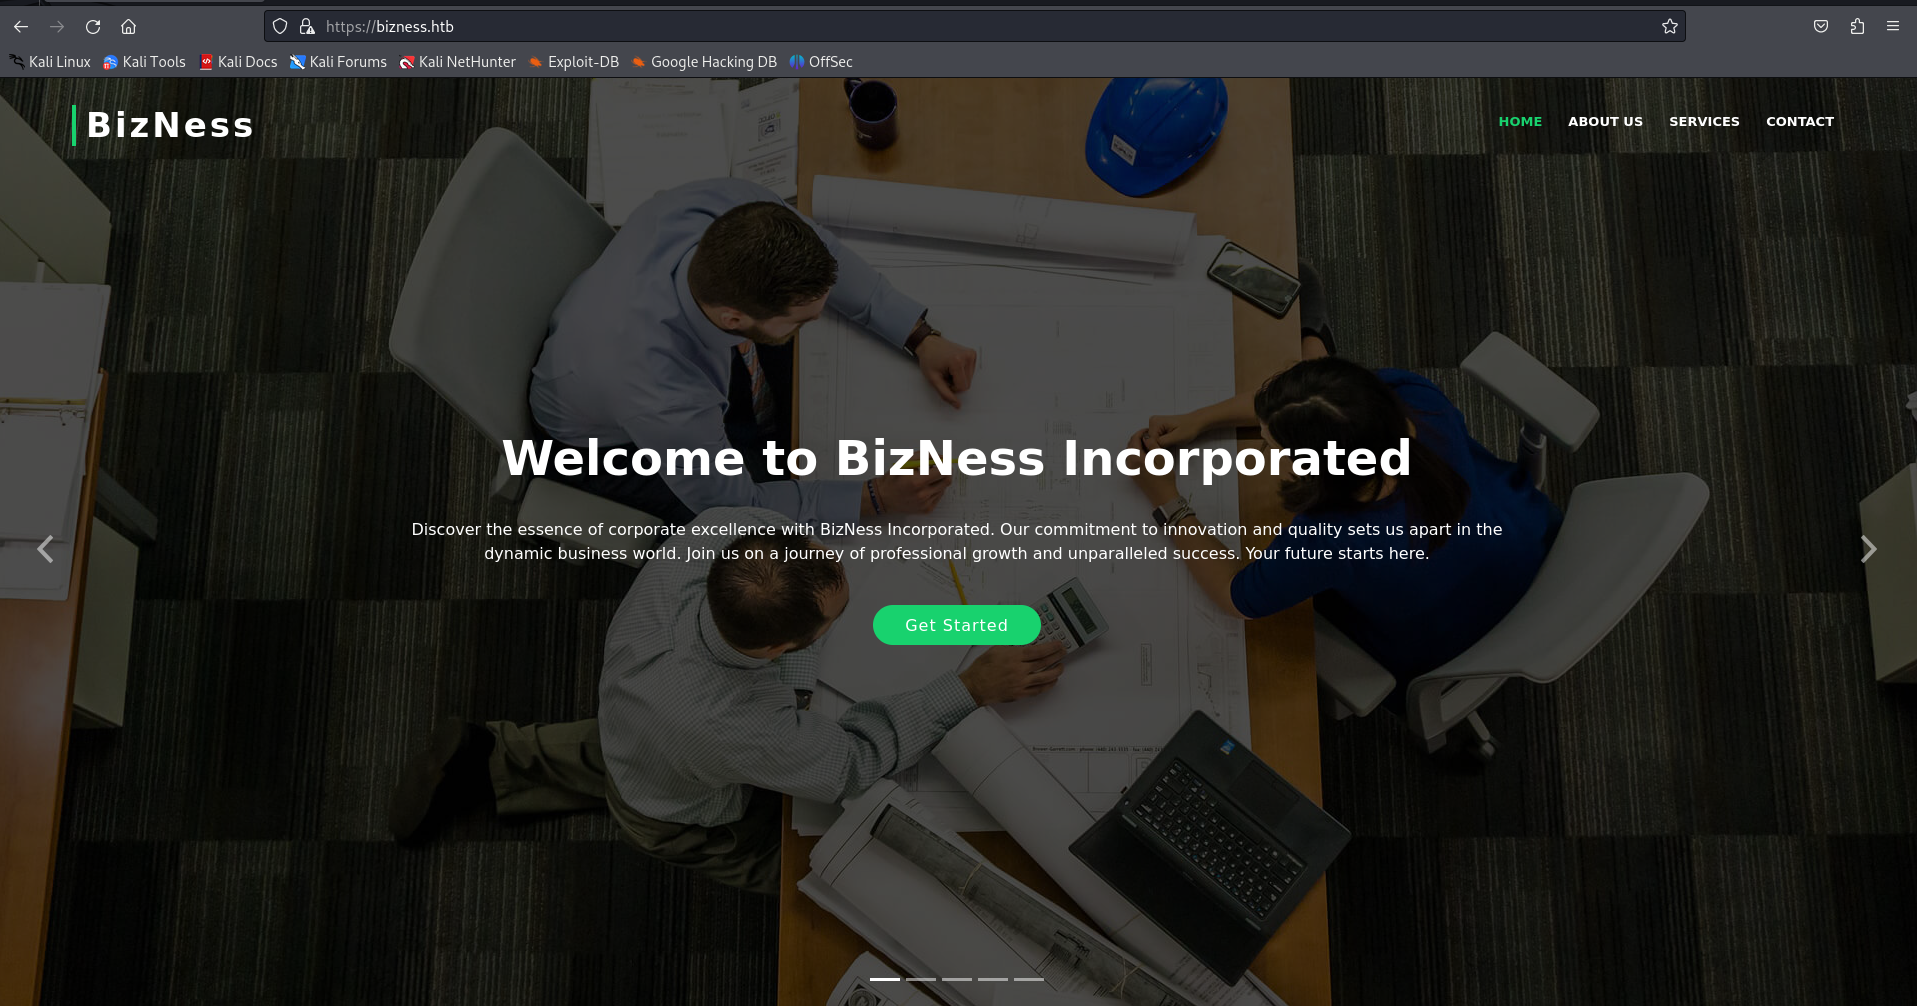 https://bizness.htb
Kali Linux Kali Tools Kali Docs Kali Forums Kali NetHunter Exploit-DB Google Hacking DB OffSec
BizNess
HOME ABOUT US SERVICES CONTACT
Welcome to BizNess Incorporated
Discover the essence of corporate excellence with BizNess Incorporated. Our commitment to innovation and quality sets us apart in the
dynamic business world. Join us on a journey of professional growth and unparalleled success. Your future starts here.
Get Started